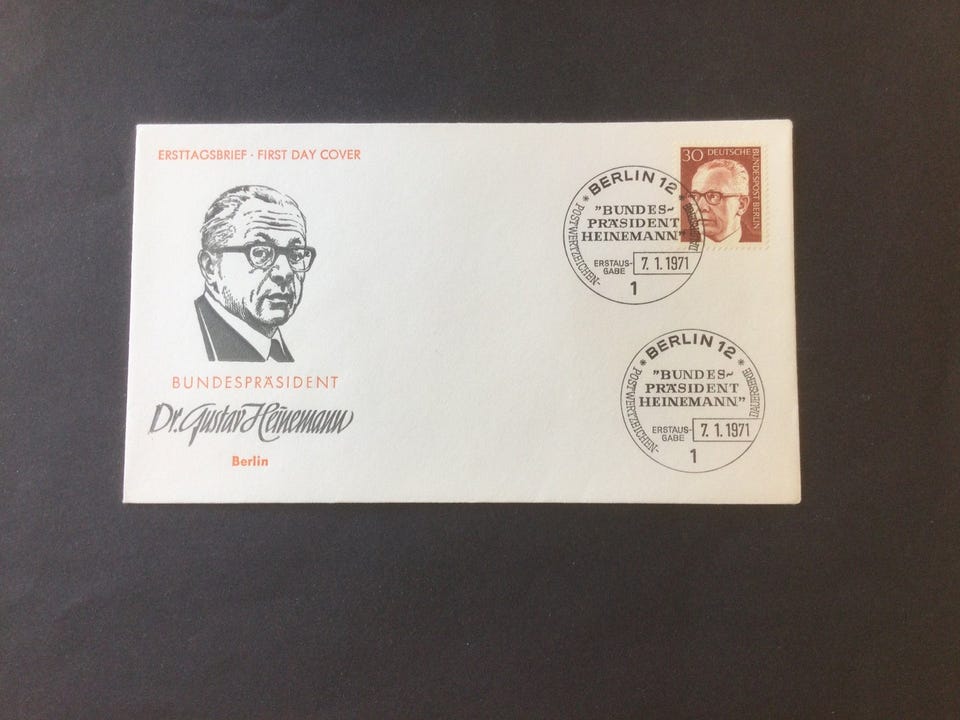 ERSTTAGSBRIEF · FIRST DAY COVER
BUNDESPRÄSIDENT
Dr. Gustav Heinemann
Berlin
30 DEUTSCHE
BUNDESPOST BERLIN
BERLIN 12
"BUNDES~
PRÄSIDENT
HEINEMANN"
ERSTAUS-
GABE
7. 1. 1971
1
* POSTWERTZEICHEN-
BERLIN 12
"BUNDES~
PRÄSIDENT
HEINEMANN"
ERSTAUS-
GABE
7. 1. 1971
1
* POSTWERTZEICHEN-